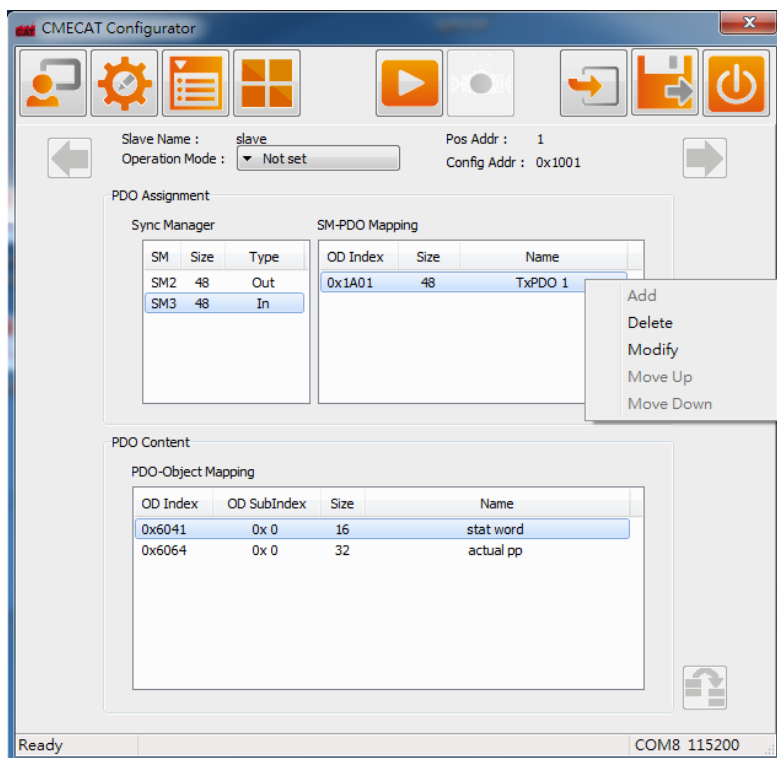 CMECAT Configurator
Slave Name : slave Pos Addr : 1
Operation Mode : Not set Config Addr : 0x1001
PDO Assignment
Sync Manager SM-PDO Mapping
SM Size Type OD Index Size Name
SM2 48 Out 0x1A01 48 TxPDO 1
SM3 48 In
Add
Delete
Modify
Move Up
Move Down
PDO Content
PDO-Object Mapping
OD Index OD SubIndex Size Name
0x6041 0x 0 16 stat word
0x6064 0x 0 32 actual pp
Ready COM8 115200